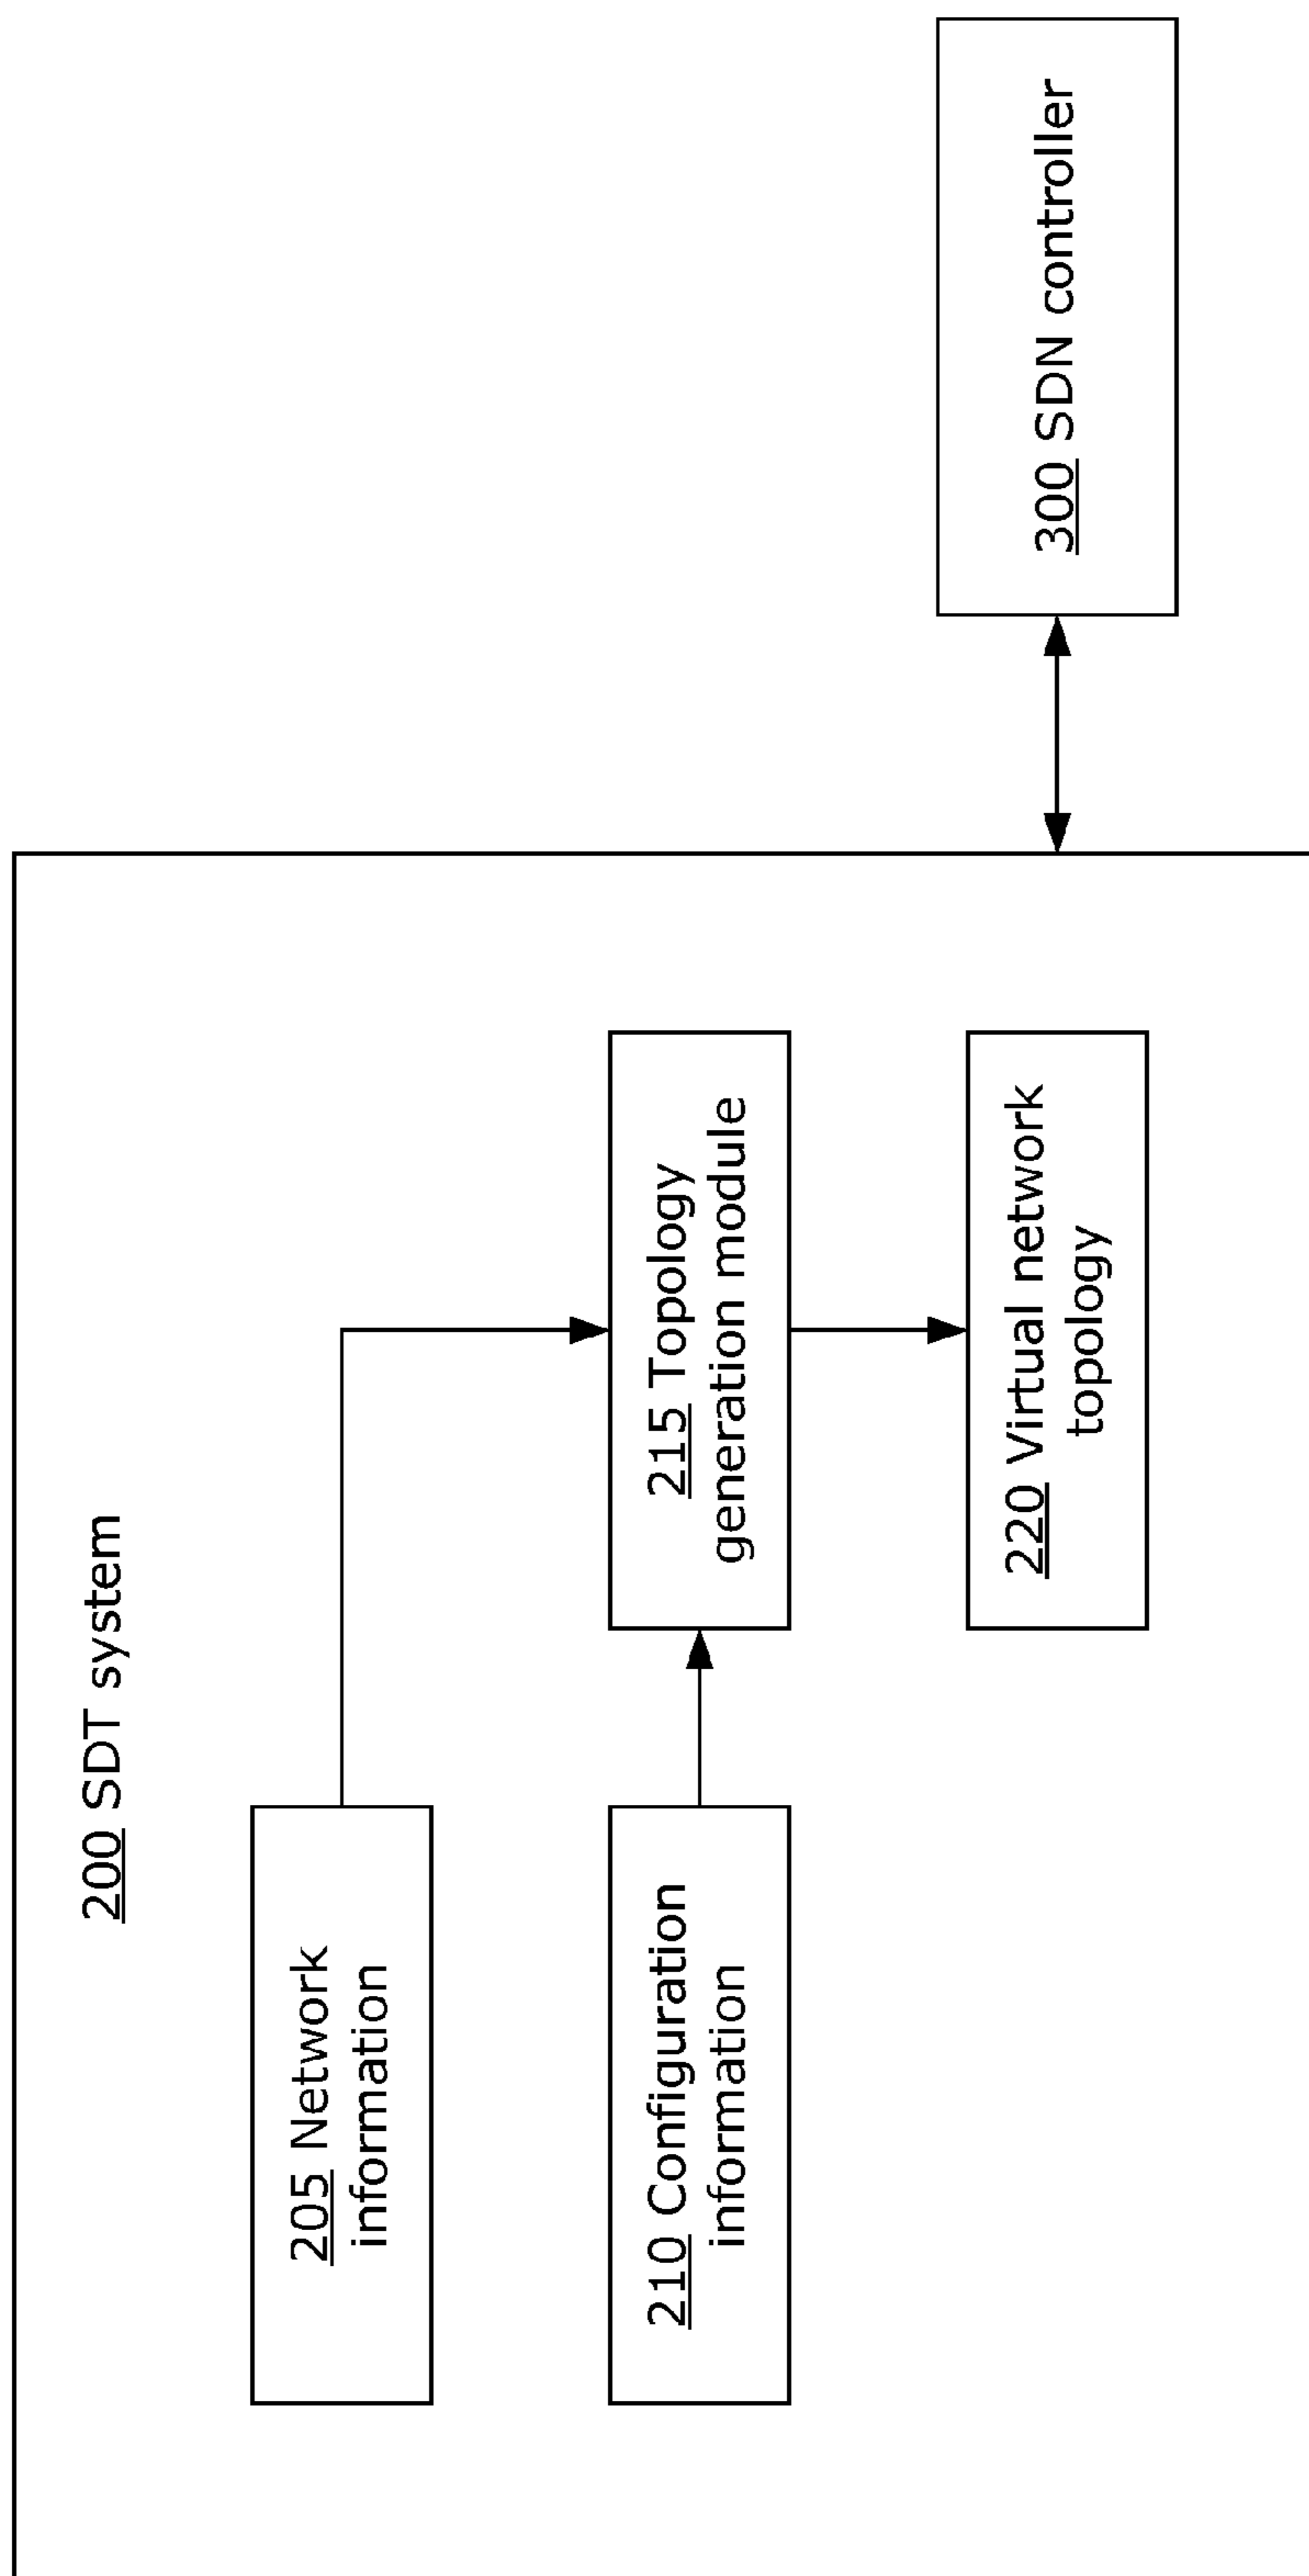 200 SDT system
205 Network
information
210 Configuration
information
215 Topology
generation module
220 Virtual network
topology
300 SDN controller